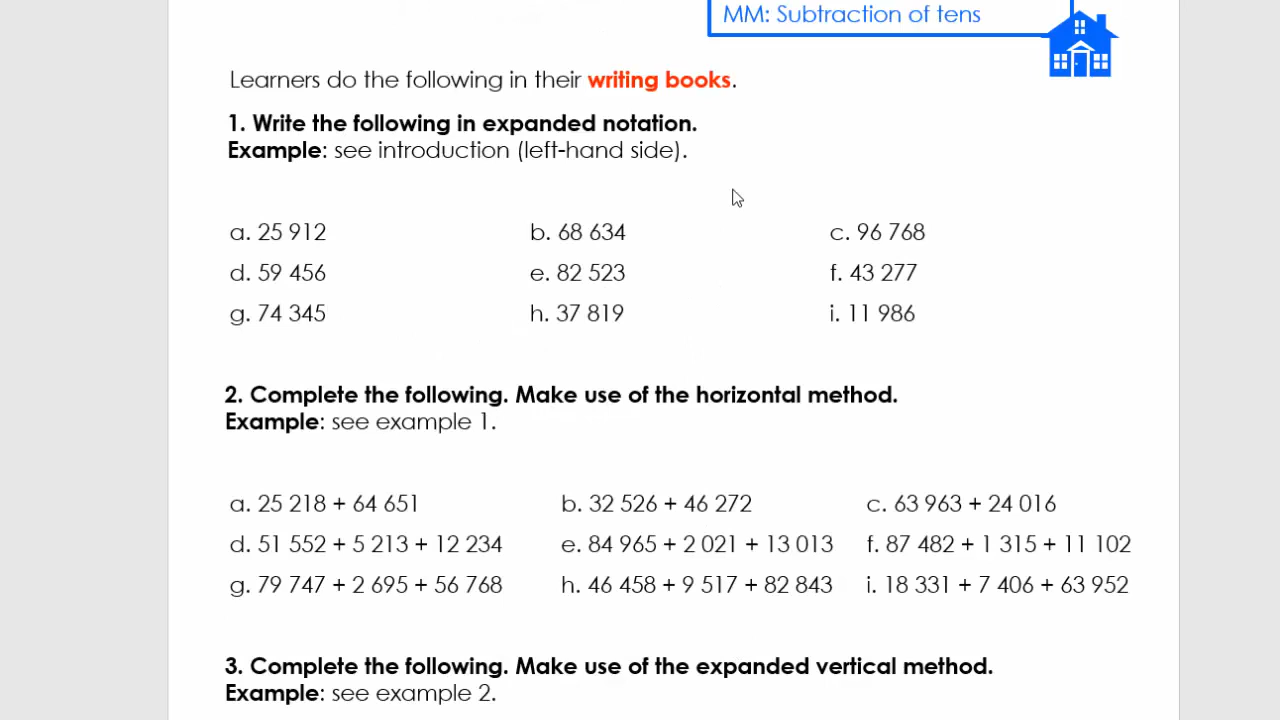 MM: Subtraction of tens
Learners do the following in their writing books.
1. Write the following in expanded notation.
Example: see introduction (left-hand side).
a. 25 912 b. 68 634 c. 96 768
d. 59 456 e. 82 523 f. 43 277
g. 74 345 h. 37 819 i. 11 986
2. Complete the following. Make use of the horizontal method.
Example: see example 1.
a. 25 218 + 64 651 b. 32 526 + 46 272 c. 63 963 + 24 016
d. 51 552 + 5 213 + 12 234 e. 84 965 + 2 021 + 13 013 f. 87 482 + 1 315 + 11 102
g. 79 747 + 2 695 + 56 768 h. 46 458 + 9 517 + 82 843 i. 18 331 + 7 406 + 63 952
3. Complete the following. Make use of the expanded vertical method.
Example: see example 2.